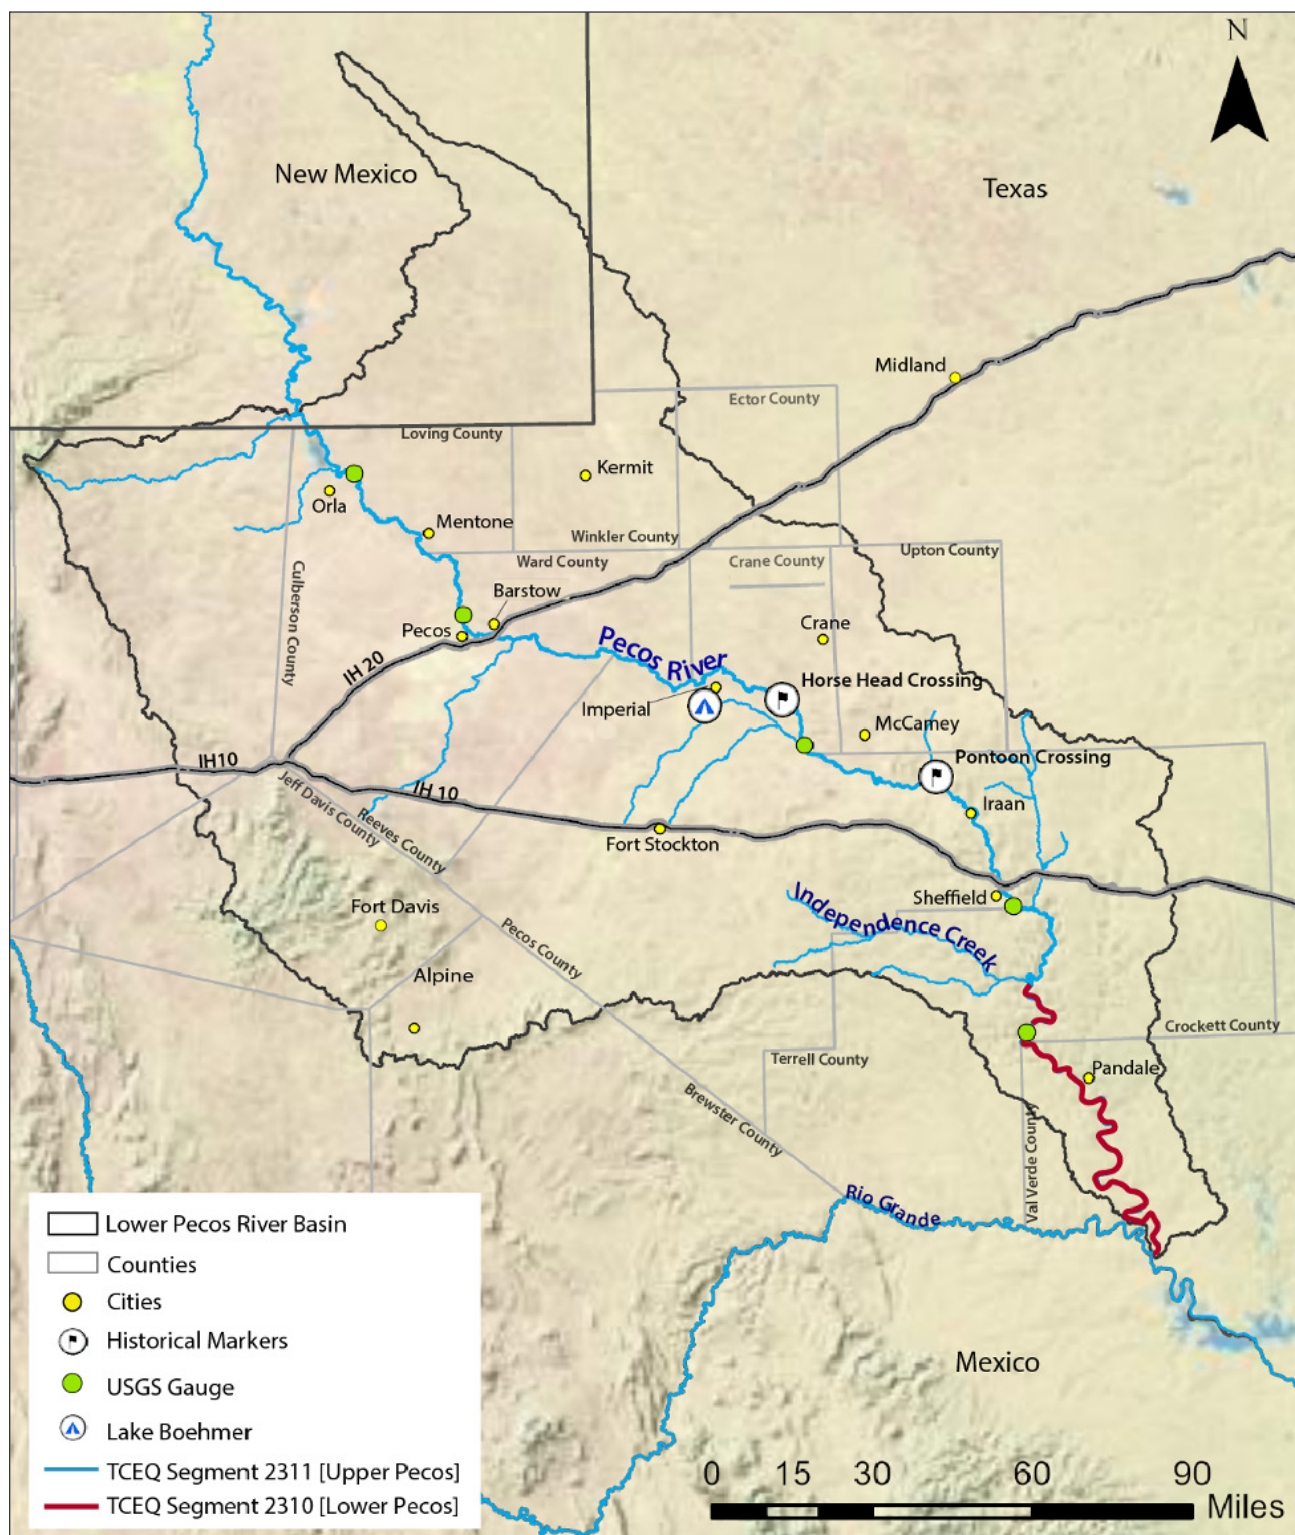 N
New Mexico
Texas
Midland
Ector County
Loving County
Kermit
Orla
Mentone
Winkler County
Ward County
Crane County
Upton County
Culberson County
Barstow
Pecos
Crane
Pecos River
IH 20
Horse Head Crossing
Imperial
McCamey
IH10
Pontoon Crossing
IH 10
Jeff Davis County
Reeves County
Iraan
Fort Stockton
Sheffield
Independence Creek
Fort Davis
Pecos County
Alpine
Crockett County
Terrell County
Pandale
Brewster County
Val Verde County
Rio Grande
Mexico
Lower Pecos River Basin
Counties
Cities
Historical Markers
USGS Gauge
Lake Boehmer
TCEQ Segment 2311 [Upper Pecos]
TCEQ Segment 2310 [Lower Pecos]
0 15 30 60 90
Miles